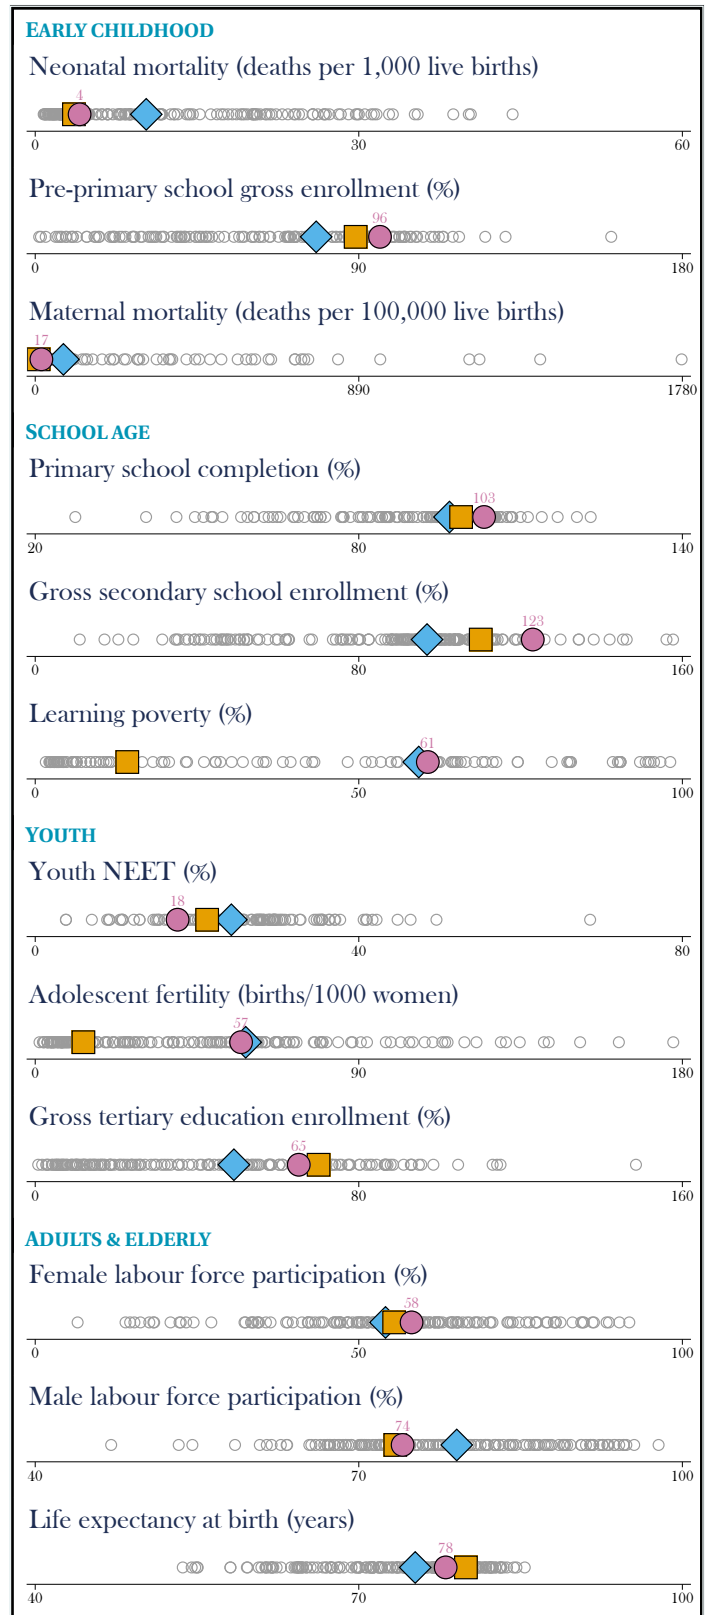 EARLY CHILDHOOD
Neonatal mortality (deaths per 1,000 live births)
4
0 30 60
Pre-primary school gross enrollment (%)
96
0 90 180
Maternal mortality (deaths per 100,000 live births)
17
0 890 1780
SCHOOL AGE
Primary school completion (%)
103
20 80 140
Gross secondary school enrollment (%)
123
0 80 160
Learning poverty (%)
61
0 50 100
YOUTH
Youth NEET (%)
18
0 40 80
Adolescent fertility (births/1000 women)
57
0 90 180
Gross tertiary education enrollment (%)
65
0 80 160
ADULTS & ELDERLY
Female labour force participation (%)
58
0 50 100
Male labour force participation (%)
74
40 70 100
Life expectancy at birth (years)
78
40 70 100